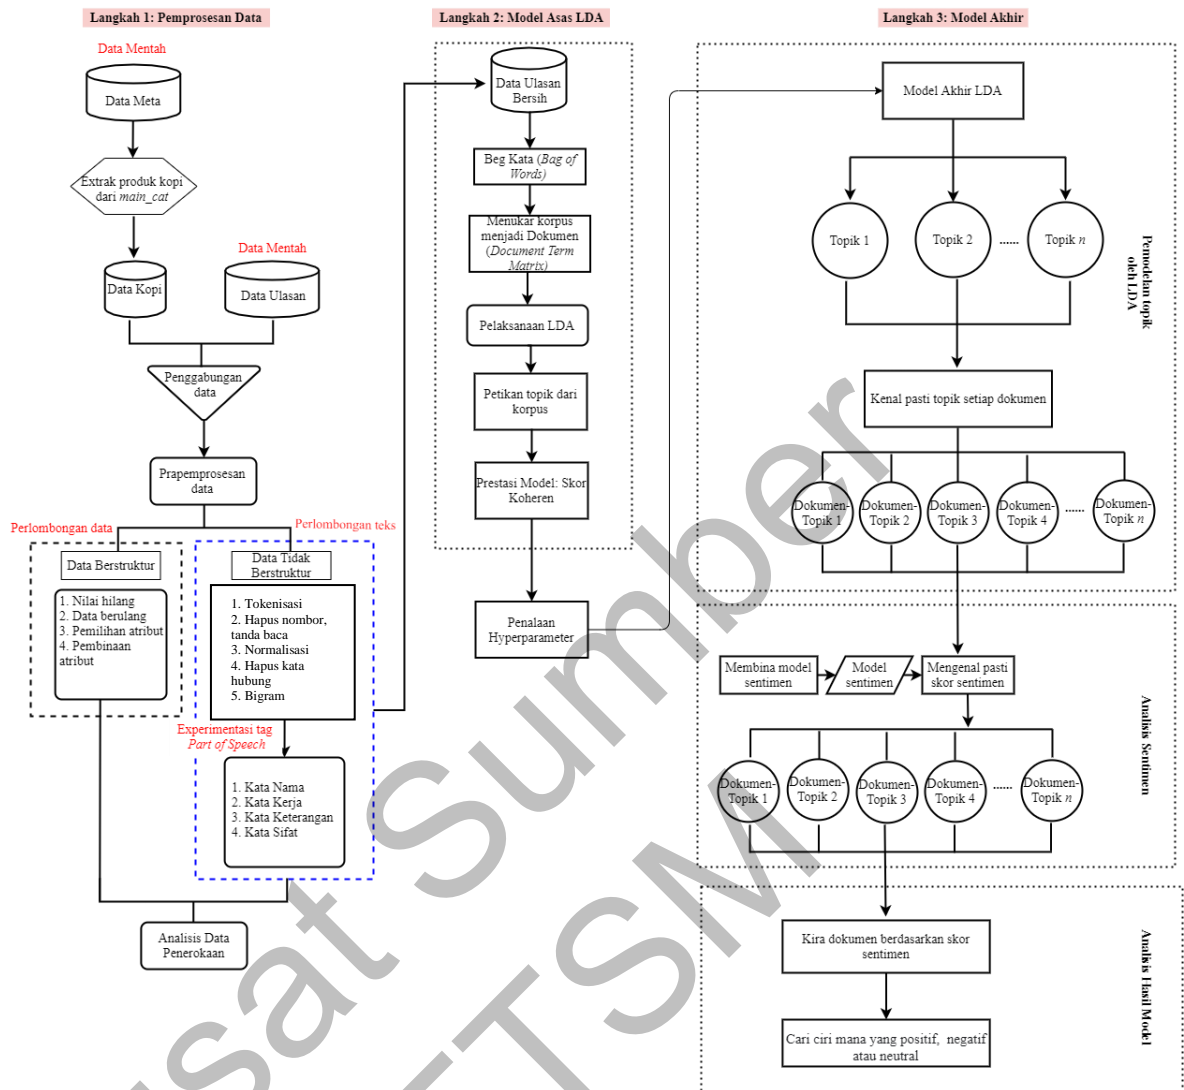 Langkah 1: Pemprosesan Data
Data Mentah
Data Meta
Extrak produk kopi
dari main_cat
Data Mentah
Data Kopi
Data Ulasan
Penggabungan
data
Prapemprosesan
data
Perlombongan data
Perlombongan teks
Data Berstruktur
1. Nilai hilang
2. Data berulang
3. Pemilihan atribut
4. Pembinaan
atribut
Data Tidak
Berstruktur
1. Tokenisasi
2. Hapus nombor,
tanda baca
3. Normalisasi
4. Hapus kata
hubung
5. Bigram
Experimentasi tag
Part of Speech
1. Kata Nama
2. Kata Kerja
3. Kata Keterangan
4. Kata Sifat
Analisis Data
Penerokaan
Langkah 2: Model Asas LDA
Data Ulasan
Bersih
Beg Kata (Bag of
Words)
Menukar korpus
menjadi Dokumen
(Document Term
Matrix)
Pelaksanaan LDA
Petikan topik dari
korpus
Prestasi Model: Skor
Koheren
Penalaan
Hyperparameter
Langkah 3: Model Akhir
Model Akhir LDA
Topik 1
Topik 2
......
Topik n
Pemodelan topik
oleh LDA
Kenal pasti topik setiap dokumen
Dokumen-
Topik 1
Dokumen-
Topik 2
Dokumen-
Topik 3
Dokumen-
Topik 4
......
Dokumen-
Topik n
Membina model
sentimen
Model
sentimen
Mengenal pasti
skor sentimen
Analisis Sentimen
Dokumen-
Topik 1
Dokumen-
Topik 2
Dokumen-
Topik 3
Dokumen-
Topik 4
......
Dokumen-
Topik n
Kira dokumen berdasarkan skor
sentimen
Cari ciri mana yang positif, negatif
atau neutral
Analisis Hasil Model
sat Sumber
FTSM